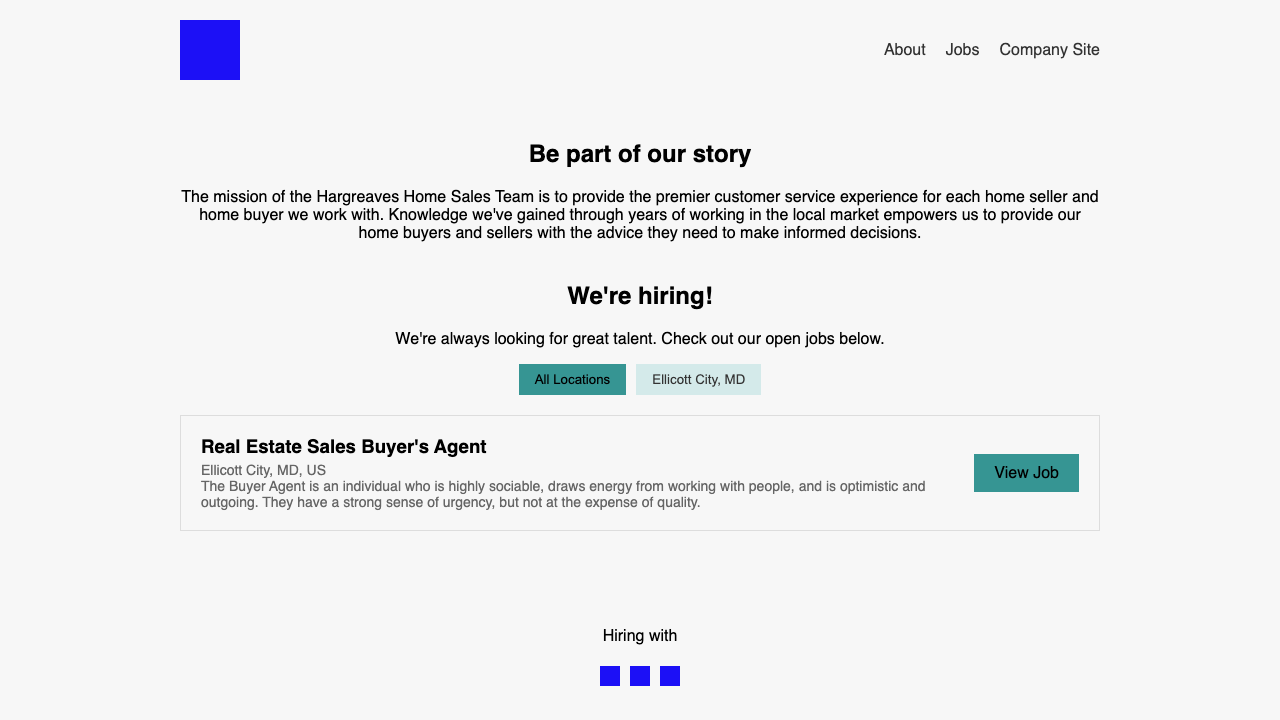 About Jobs Company Site
Be part of our story
The mission of the Hargreaves Home Sales Team is to provide the premier customer service experience for each home seller and
home buyer we work with. Knowledge we've gained through years of working in the local market empowers us to provide our
home buyers and sellers with the advice they need to make informed decisions.
We're hiring!
We're always looking for great talent. Check out our open jobs below.
All Locations Ellicott City, MD
Real Estate Sales Buyer's Agent
Ellicott City, MD, US
The Buyer Agent is an individual who is highly sociable, draws energy from working with people, and is optimistic and
outgoing. They have a strong sense of urgency, but not at the expense of quality.
View Job
Hiring with